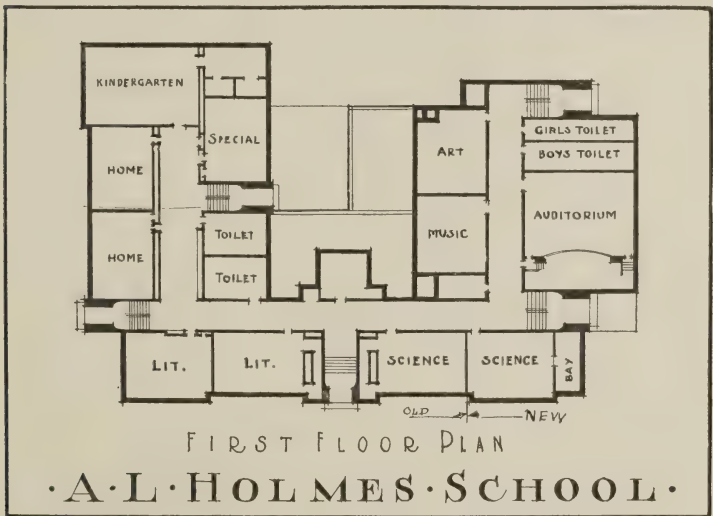 KINDERGARTEN
SPECIAL
HOME
HOME
TOILET
TOILET
ART
MUSIC
GIRLS TOILET
BOYS TOILET
AUDITORIUM
LIT.
LIT.
SCIENCE
SCIENCE
BAY
OLD
NEW
FIRST FLOOR PLAN
·A·L·HOLMES·SCHOOL·